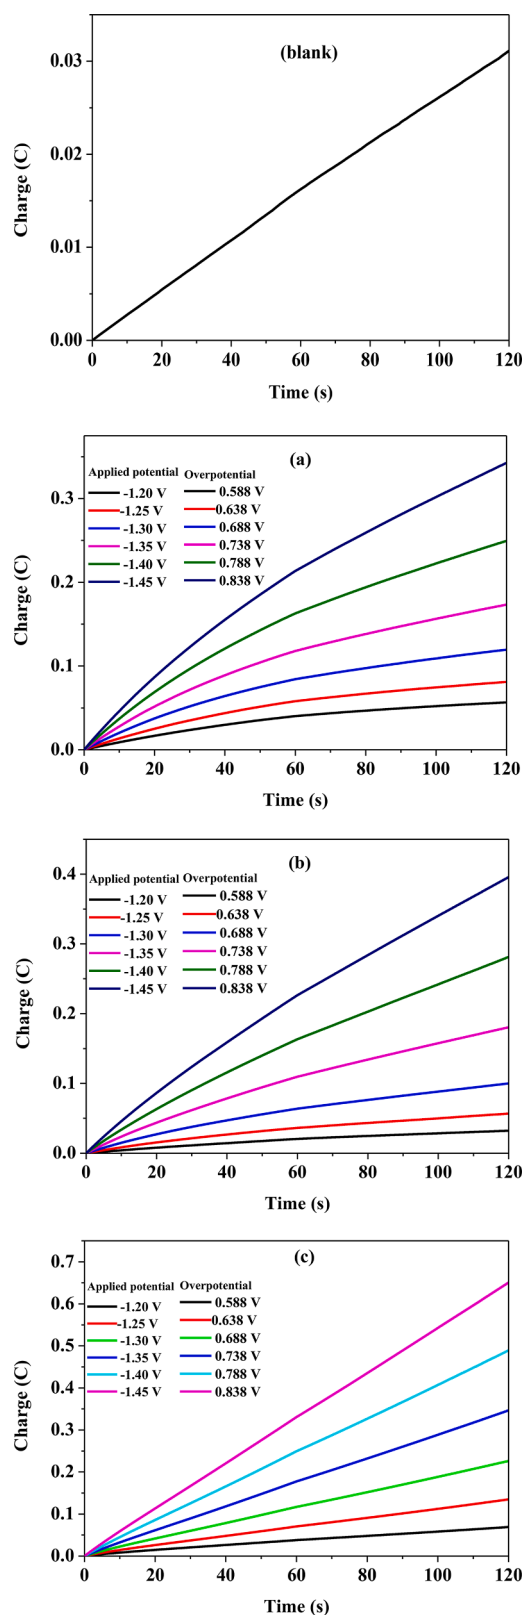 (blank)
Charge (C)
0.03
0.02
0.01
0.00
0 20 40 60 80 100 120
Time (s)
(a)
Charge (C)
Applied potential Overpotential
-1.20 V 0.588 V
-1.25 V 0.638 V
-1.30 V 0.688 V
-1.35 V 0.738 V
-1.40 V 0.788 V
-1.45 V 0.838 V
0.3
0.2
0.1
0.0
0 20 40 60 80 100 120
Time (s)
(b)
Charge (C)
Applied potential Overpotential
-1.20 V 0.588 V
-1.25 V 0.638 V
-1.30 V 0.688 V
-1.35 V 0.738 V
-1.40 V 0.788 V
-1.45 V 0.838 V
0.4
0.3
0.2
0.1
0.0
0 20 40 60 80 100 120
Time (s)
(c)
Charge (C)
Applied potential Overpotential
-1.20 V 0.588 V
-1.25 V 0.638 V
-1.30 V 0.688 V
-1.35 V 0.738 V
-1.40 V 0.788 V
-1.45 V 0.838 V
0.7
0.6
0.5
0.4
0.3
0.2
0.1
0.0
0 20 40 60 80 100 120
Time (s)